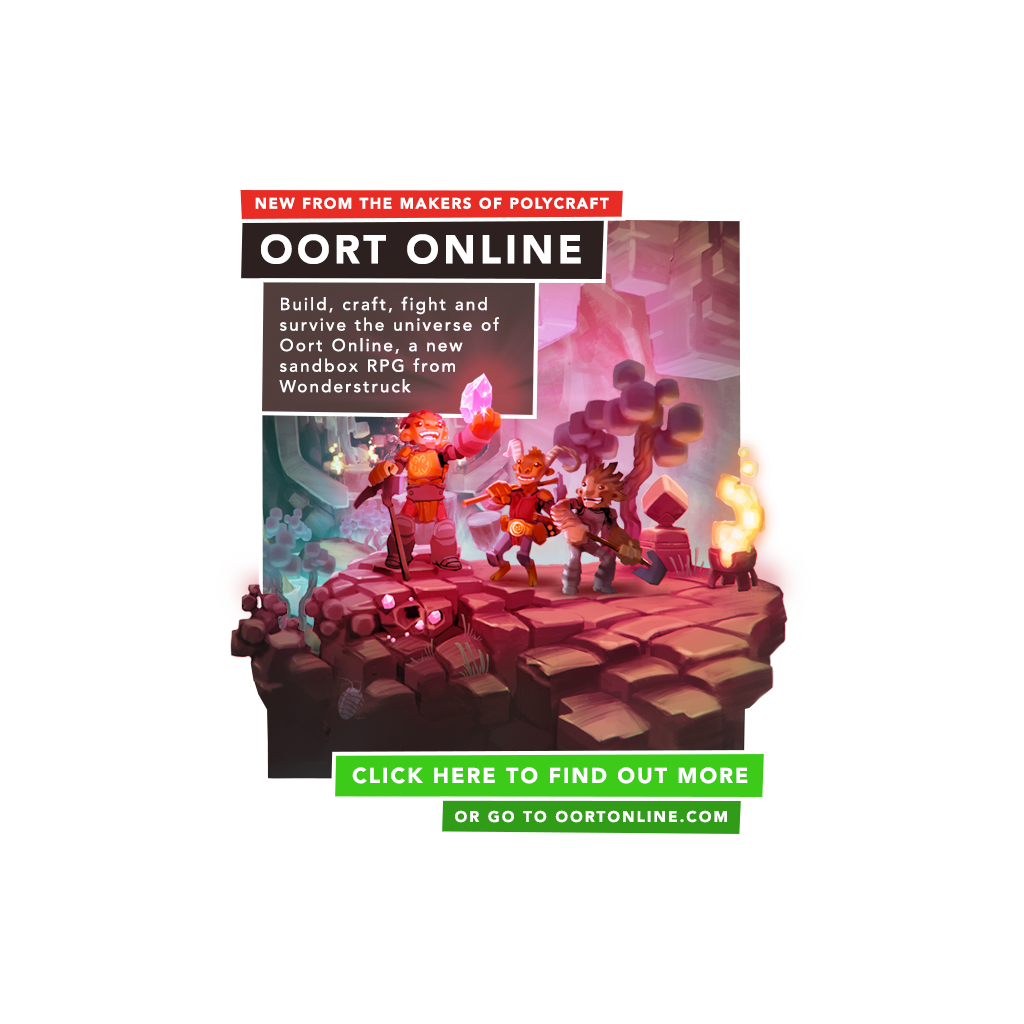 NEW FROM THE MAKERS OF POLYCRAFT
OORT ONLINE
Build, craft, fight and
survive the universe of
Oort Online, a new
sandbox RPG from
Wonderstruck
CLICK HERE TO FIND OUT MORE
OR GO TO OORTONLINE.COM